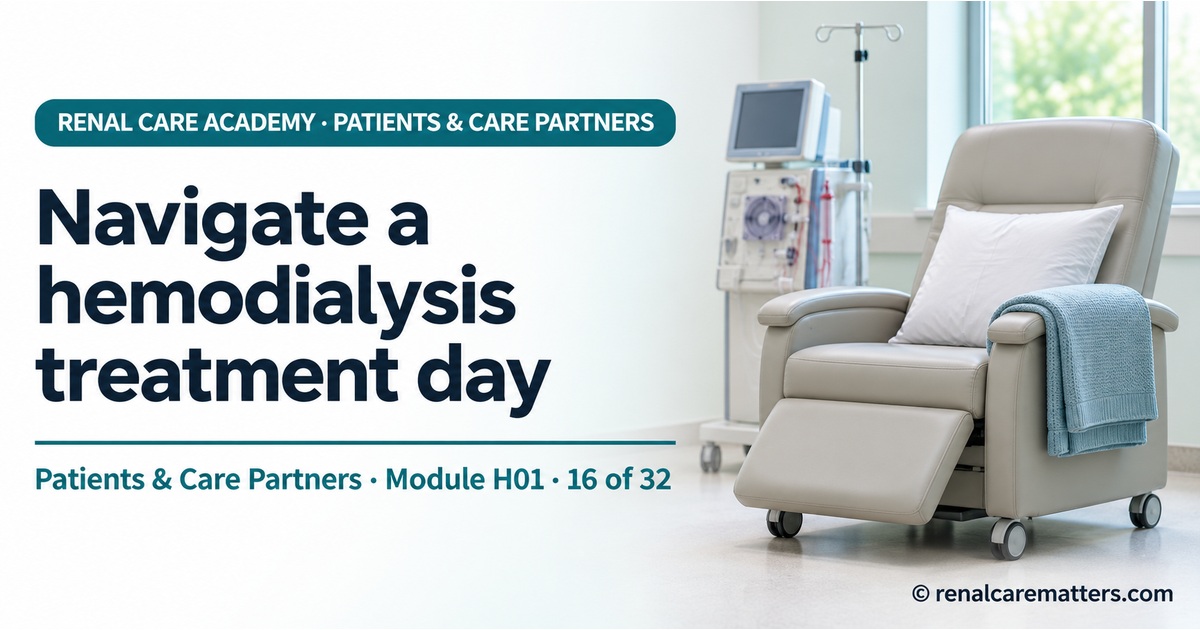 RENAL CARE ACADEMY · PATIENTS & CARE PARTNERS
Navigate a
hemodialysis
treatment day
Patients & Care Partners · Module H01 · 16 of 32
© renalcarematters.com